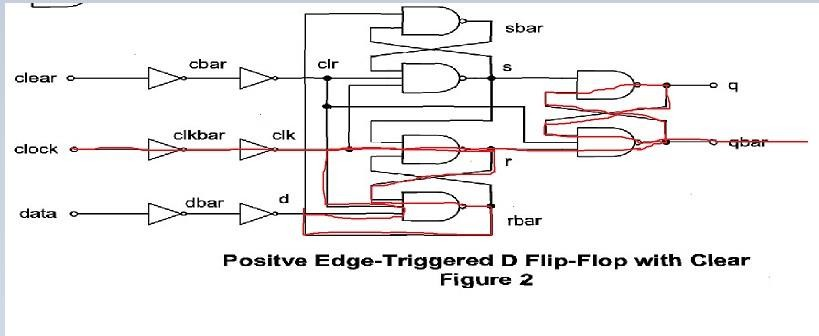 sbar
cbar
clr
s
clear
q
clkbar
clk
clock
qbar
r
dbar
d
data
rbar
Positve Edge-Triggered D Flip-Flop with Clear
Figure 2